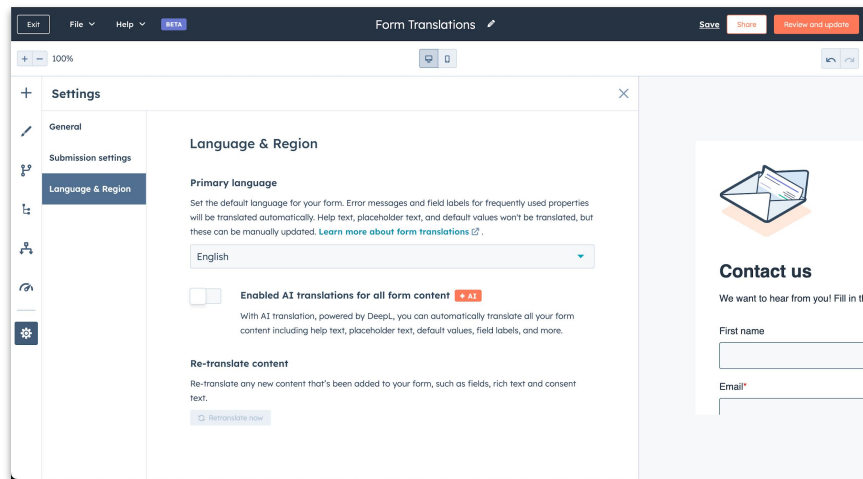 Exit
File
Help
BETA
Form Translations
Save
Share
Review and update
100%
Settings
General
Submission settings
Language & Region
Language & Region
Primary language
Set the default language for your form. Error messages and field labels for frequently used properties
will be translated automatically. Help text, placeholder text, and default values won't be translated, but
these can be manually updated. Learn more about form translations .
English
Enabled AI translations for all form content AI
With AI translation, powered by DeepL, you can automatically translate all your form
content including help text, placeholder text, default values, field labels, and more.
Re-translate content
Re-translate any new content that's been added to your form, such as fields, rich text and consent
text.
Retranslate now
Contact us
We want to hear from you! Fill in
First name
Email*